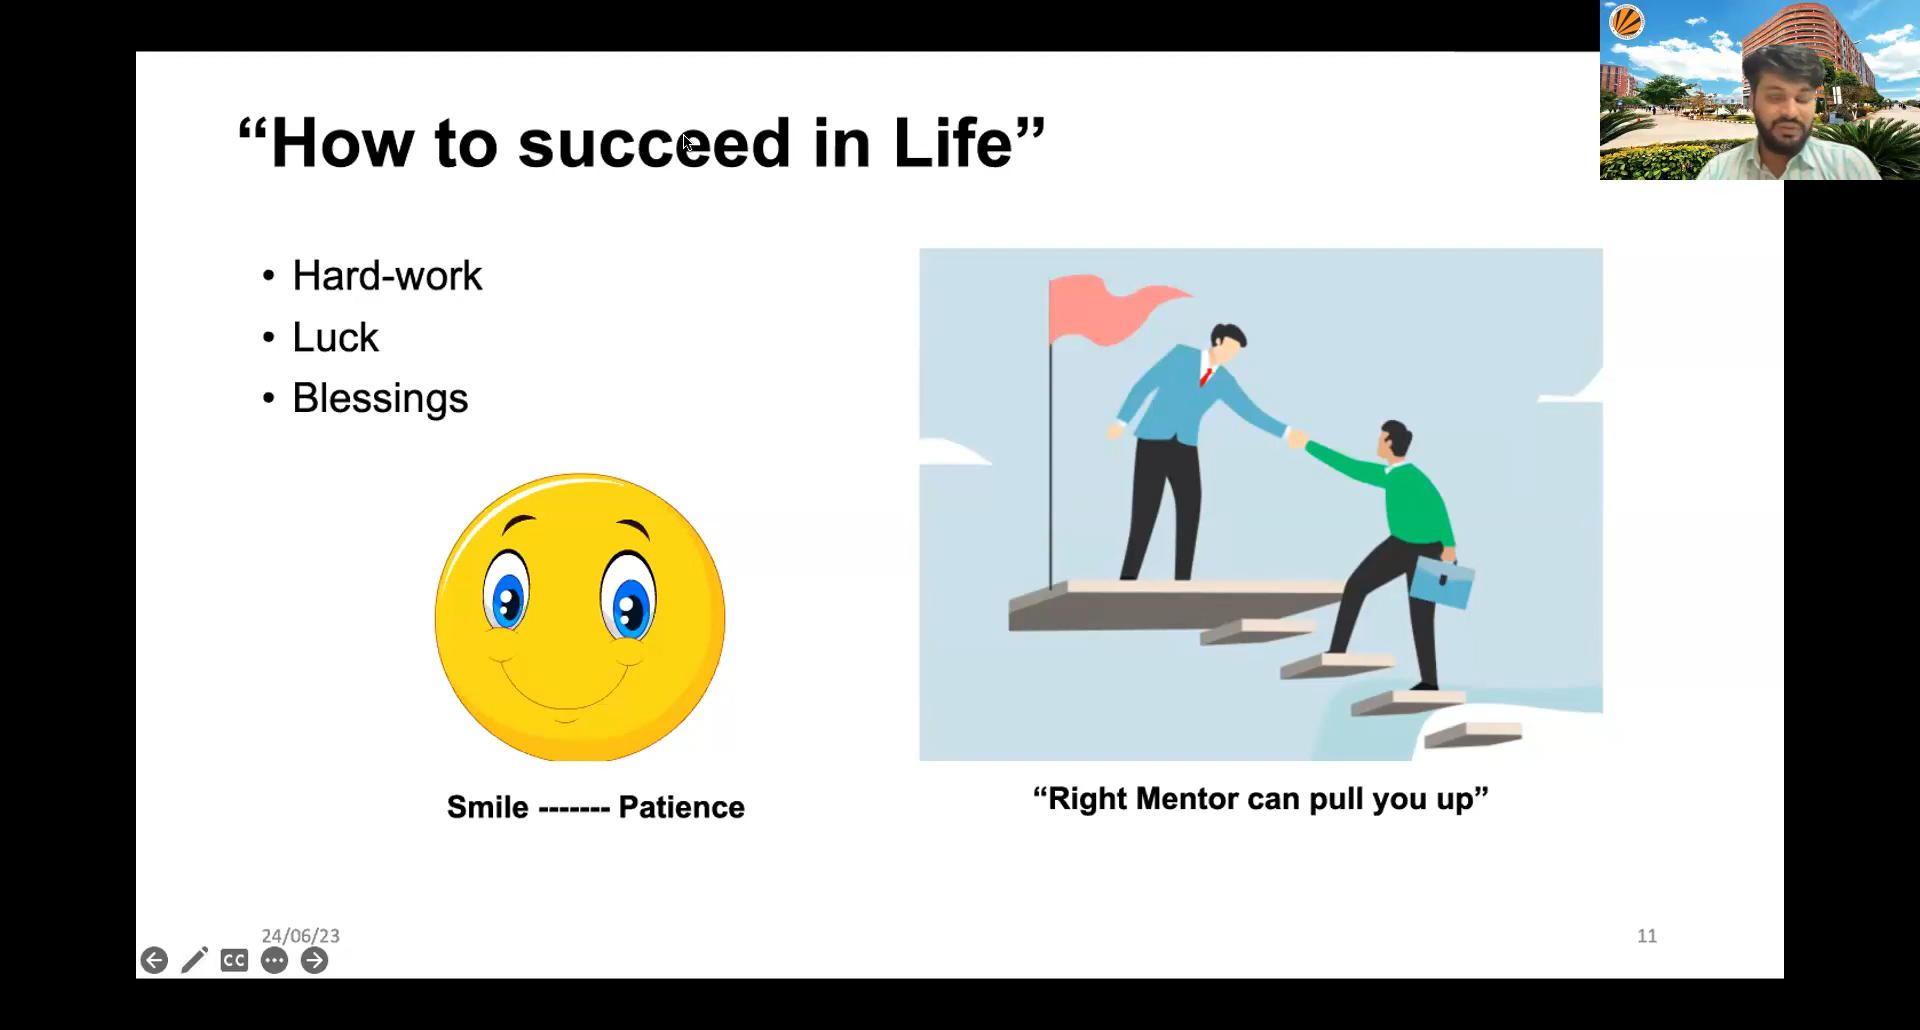 “How to succeed in Life”
• Hard-work
• Luck
• Blessings
Smile ------- Patience
“Right Mentor can pull you up”
24/06/23
11
CC